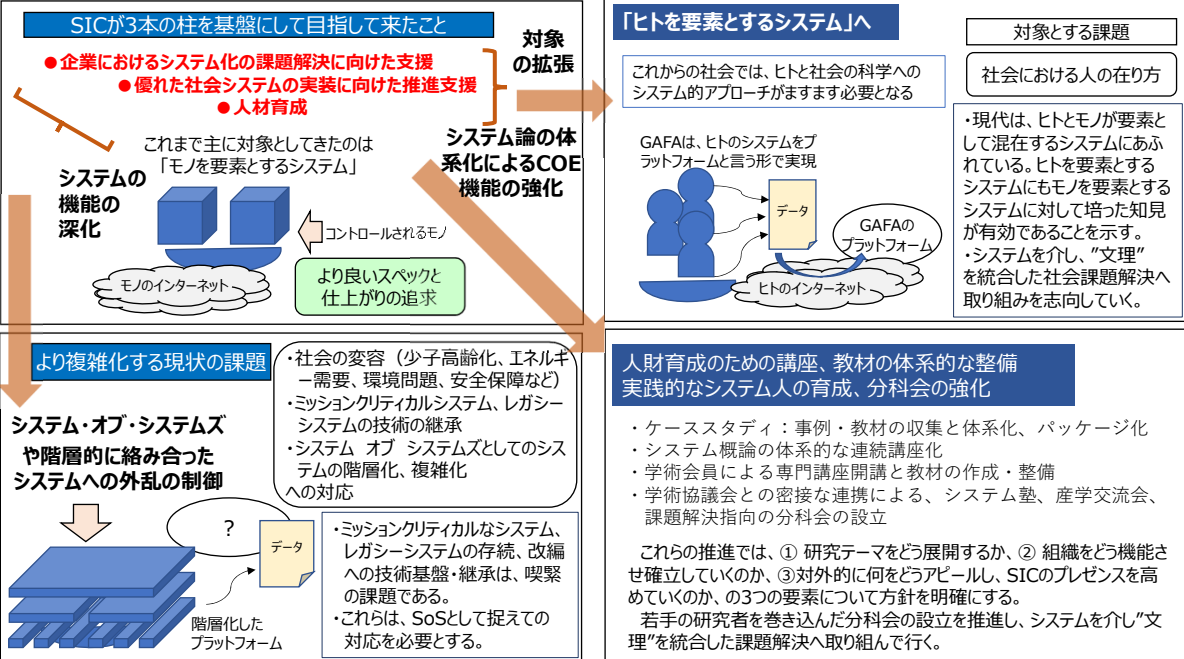 SICが3本の柱を基盤にして目指して来たこと
●企業におけるシステム化の課題解決に向けた支援
●優れた社会システムの実装に向けた推進支援
●人材育成
対象
の拡張
これまで主に対象としてきたのは
「モノを要素とするシステム」
システム論の体
系化によるCOE
機能の強化
システムの
機能の
深化
コントロールされるモノ
モノのインターネット
より良いスペックと
仕上がりの追求
「ヒトを要素とするシステム」へ
対象とする課題
これからの社会では、ヒトと社会の科学への
システム的アプローチがますます必要となる
社会における人の在り方
GAFAは、ヒトのシステムをプ
ラットフォームと言う形で実現
データ
GAFAの
プラットフォーム
ヒトのインターネット
・現代は、ヒトとモノが要素と
して混在するシステムにあふ
れている。ヒトを要素とする
システムにもモノを要素とする
システムに対して培った知見
が有効であることを示す。
・システムを介し、”文理”
を統合した社会課題解決へ
取り組みを志向していく。
より複雑化する現状の課題
・社会の変容（少子高齢化、エネルギ
ー需要、環境問題、安全保障など）
・ミッションクリティカルシステム、レガシー
システムの技術の継承
・システム オブ システムズとしてのシス
テムの階層化、複雑化
への対応
システム・オブ・システムズ
や階層的に絡み合った
システムへの外乱の制御
？
データ
階層化した
プラットフォーム
・ミッションクリティカルなシステム、
レガシーシステムの存続、改編
への技術基盤・継承は、喫緊
の課題である。
・これらは、SoSとして捉えての
対応を必要とする。
人財育成のための講座、教材の体系的な整備
実践的なシステム人の育成、分科会の強化
・ケーススタディ：事例・教材の収集と体系化、パッケージ化
・システム概論の体系的な連続講座化
・学術会員による専門講座開講と教材の作成・整備
・学術協議会との密接な連携による、システム塾、産学交流会、
課題解決指向の分科会の設立
これらの推進では、① 研究テーマをどう展開するか、② 組織をどう機能さ
せ確立していくのか、③対外的に何をどうアピールし、SICのプレゼンスを高
めていくのか、の3つの要素について方針を明確にする。
若手の研究者を巻き込んだ分科会の設立を推進し、システムを介し”文
理”を統合した課題解決へ取り組んで行く。